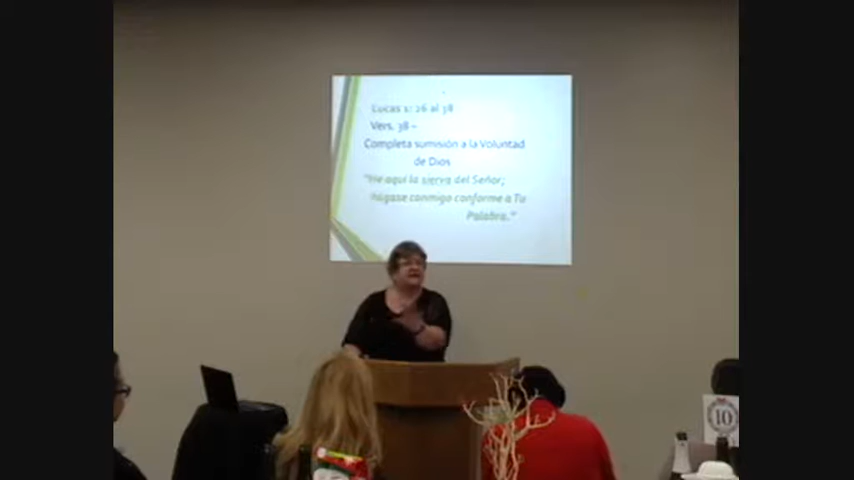 Lucas 1: 26 al 38
Vers. 38 –
Completa sumisión a la Voluntad
de Dios
"He aquí la sierva del Señor;
hágase conmigo conforme a Tu
Palabra."
10